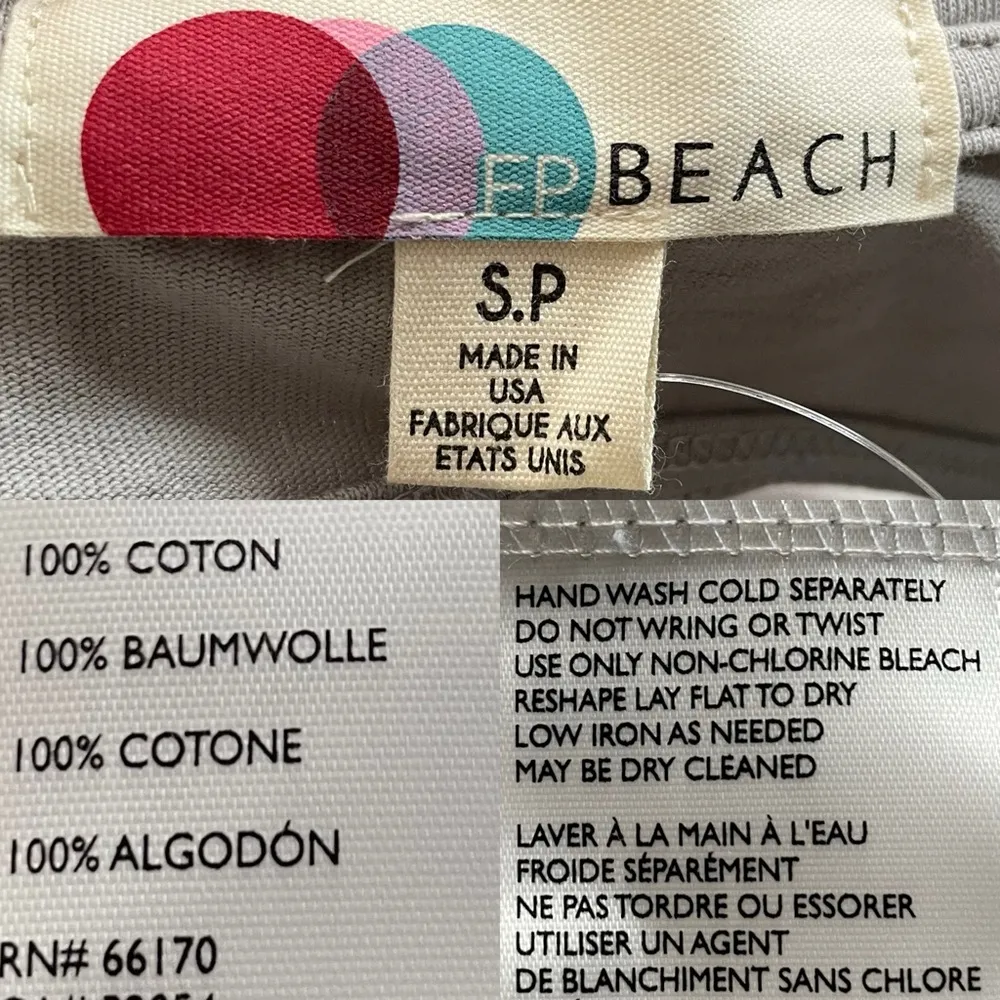 FP BEACH
S.P
MADE IN
USA
FABRIQUE AUX
ETATS UNIS
100% COTON
100% BAUMWOLLE
100% COTONE
100% ALGODÓN
RN# 66170
HAND WASH COLD SEPARATELY
DO NOT WRING OR TWIST
USE ONLY NON-CHLORINE BLEACH
RESHAPE LAY FLAT TO DRY
LOW IRON AS NEEDED
MAY BE DRY CLEANED
LAVER À LA MAIN À L'EAU
FROIDE SÉPARÉMENT
NE PAS TORDRE OU ESSORER
UTILISER UN AGENT
DE BLANCHIMENT SANS CHLORE